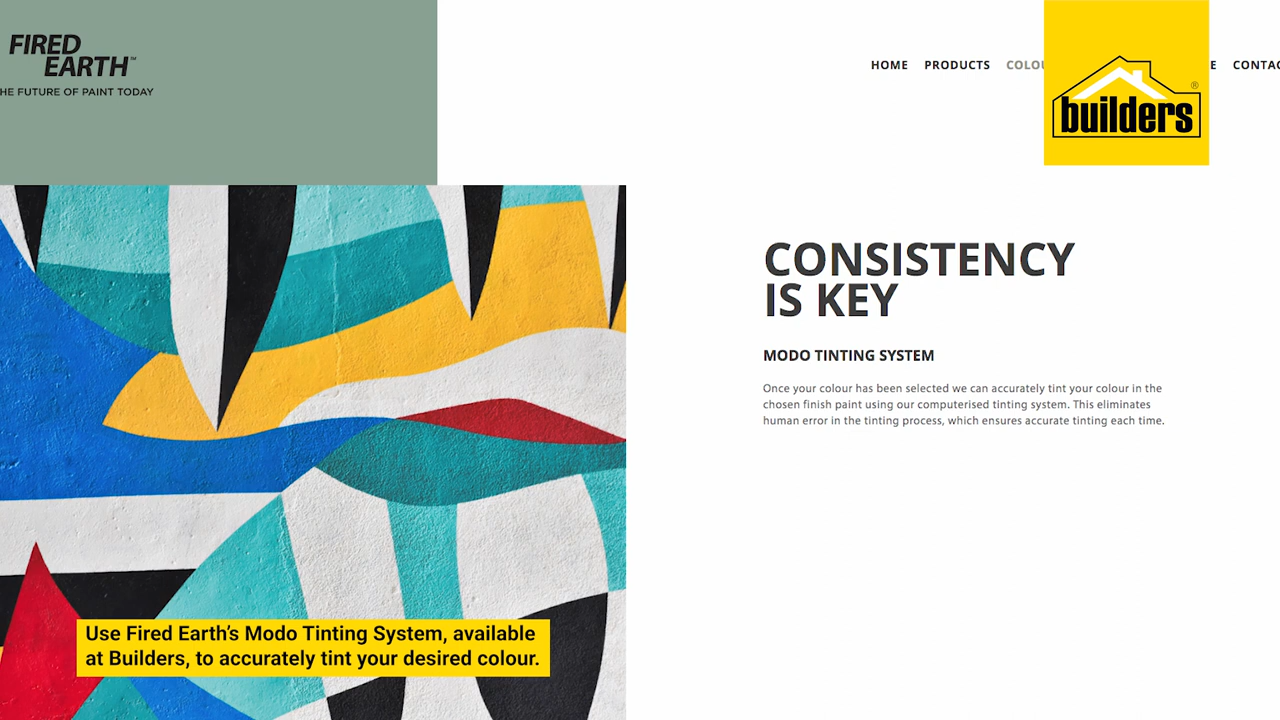 FIRED
EARTH™
HE FUTURE OF PAINT TODAY
HOME PRODUCTS COLOU E CONTAC
builders®
CONSISTENCY
IS KEY
MODO TINTING SYSTEM
Once your colour has been selected we can accurately tint your colour in the
chosen finish paint using our computerised tinting system. This eliminates
human error in the tinting process, which ensures accurate tinting each time.
Use Fired Earth's Modo Tinting System, available
at Builders, to accurately tint your desired colour.